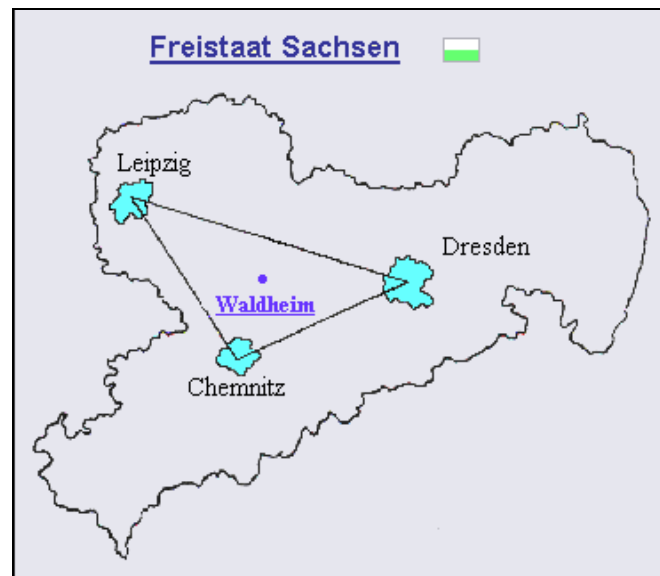 Freistaat Sachsen
Leipzig
Dresden
Waldheim
Chemnitz